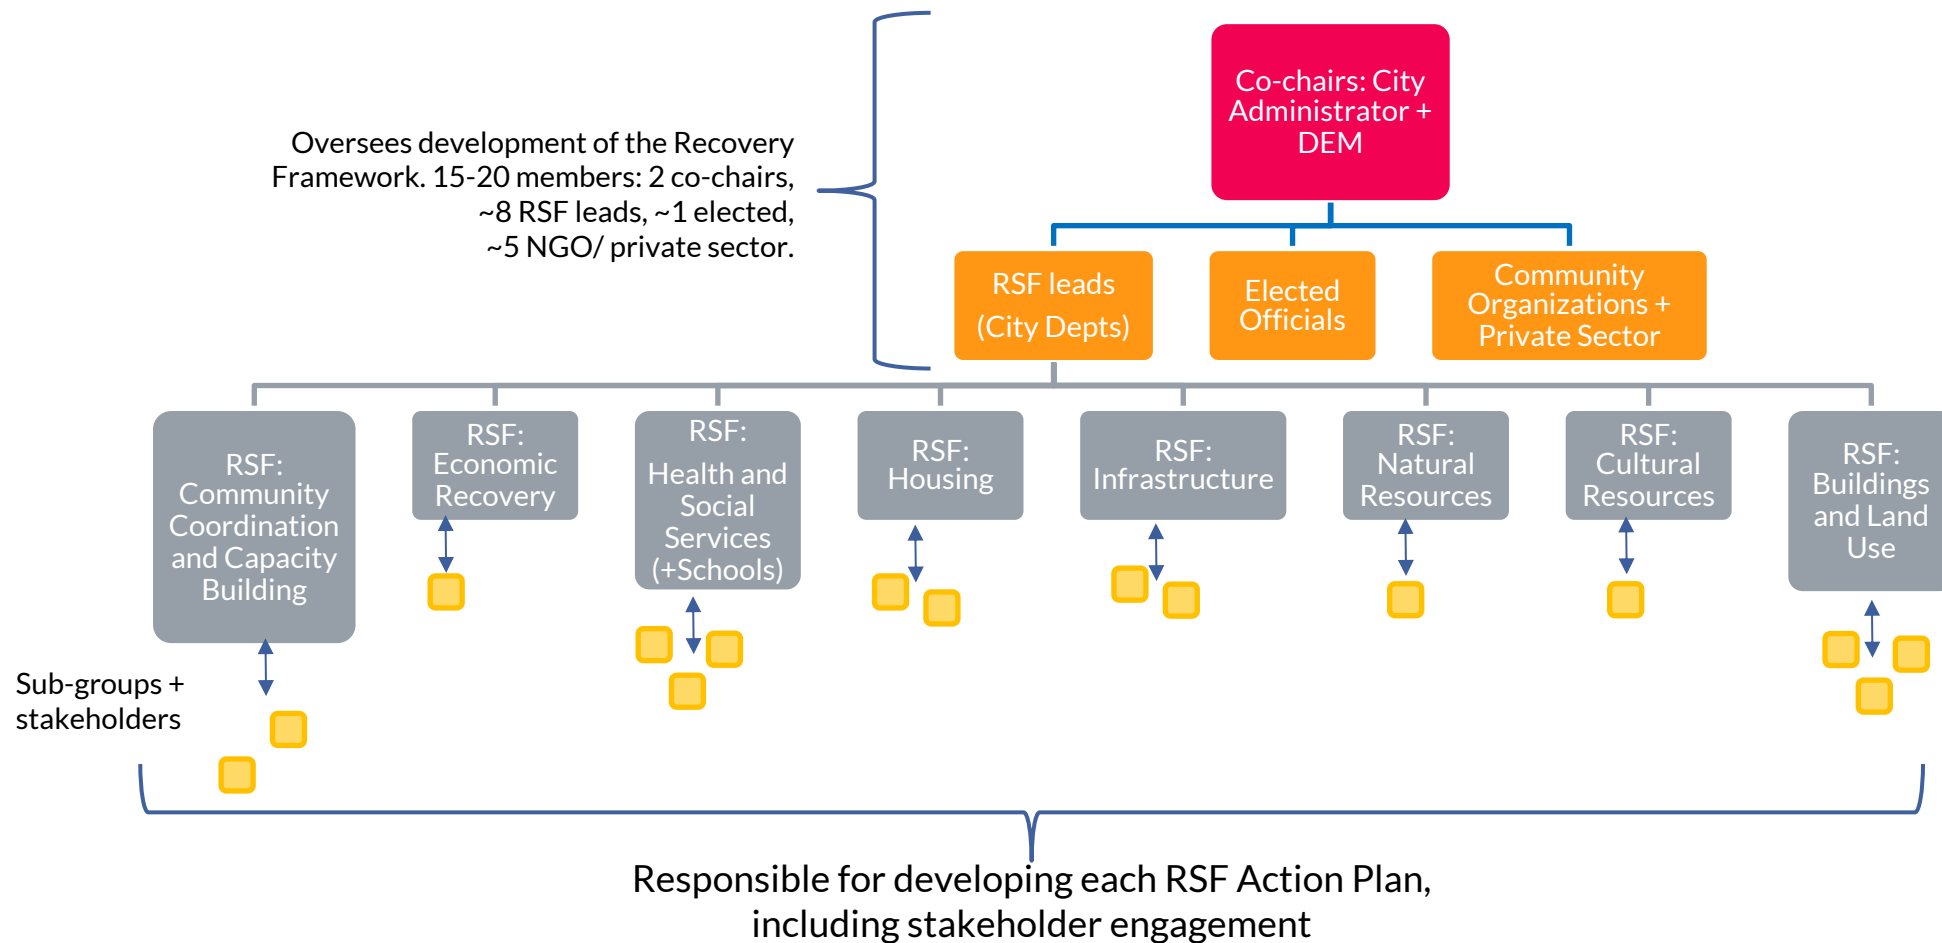 Co-chairs: City
Administrator +
DEM
Oversees development of the Recovery
Framework. 15-20 members: 2 co-chairs,
~8 RSF leads, ~1 elected,
~5 NGO/ private sector.
RSF leads
(City Depts)
Elected
Officials
Community
Organizations +
Private Sector
RSF:
Community
Coordination
and Capacity
Building
RSF:
Economic
Recovery
RSF:
Health and
Social
Services
(+Schools)
RSF:
Housing
RSF:
Infrastructure
RSF:
Natural
Resources
RSF:
Cultural
Resources
RSF:
Buildings
and Land
Use
Sub-groups +
stakeholders
Responsible for developing each RSF Action Plan,
including stakeholder engagement